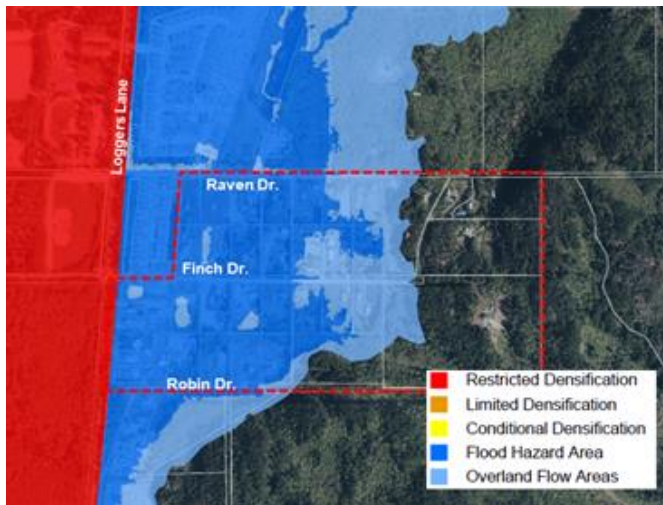 Loggers Lane
Raven Dr.
Finch Dr.
Robin Dr.
Restricted Densification
Limited Densification
Conditional Densification
Flood Hazard Area
Overland Flow Areas